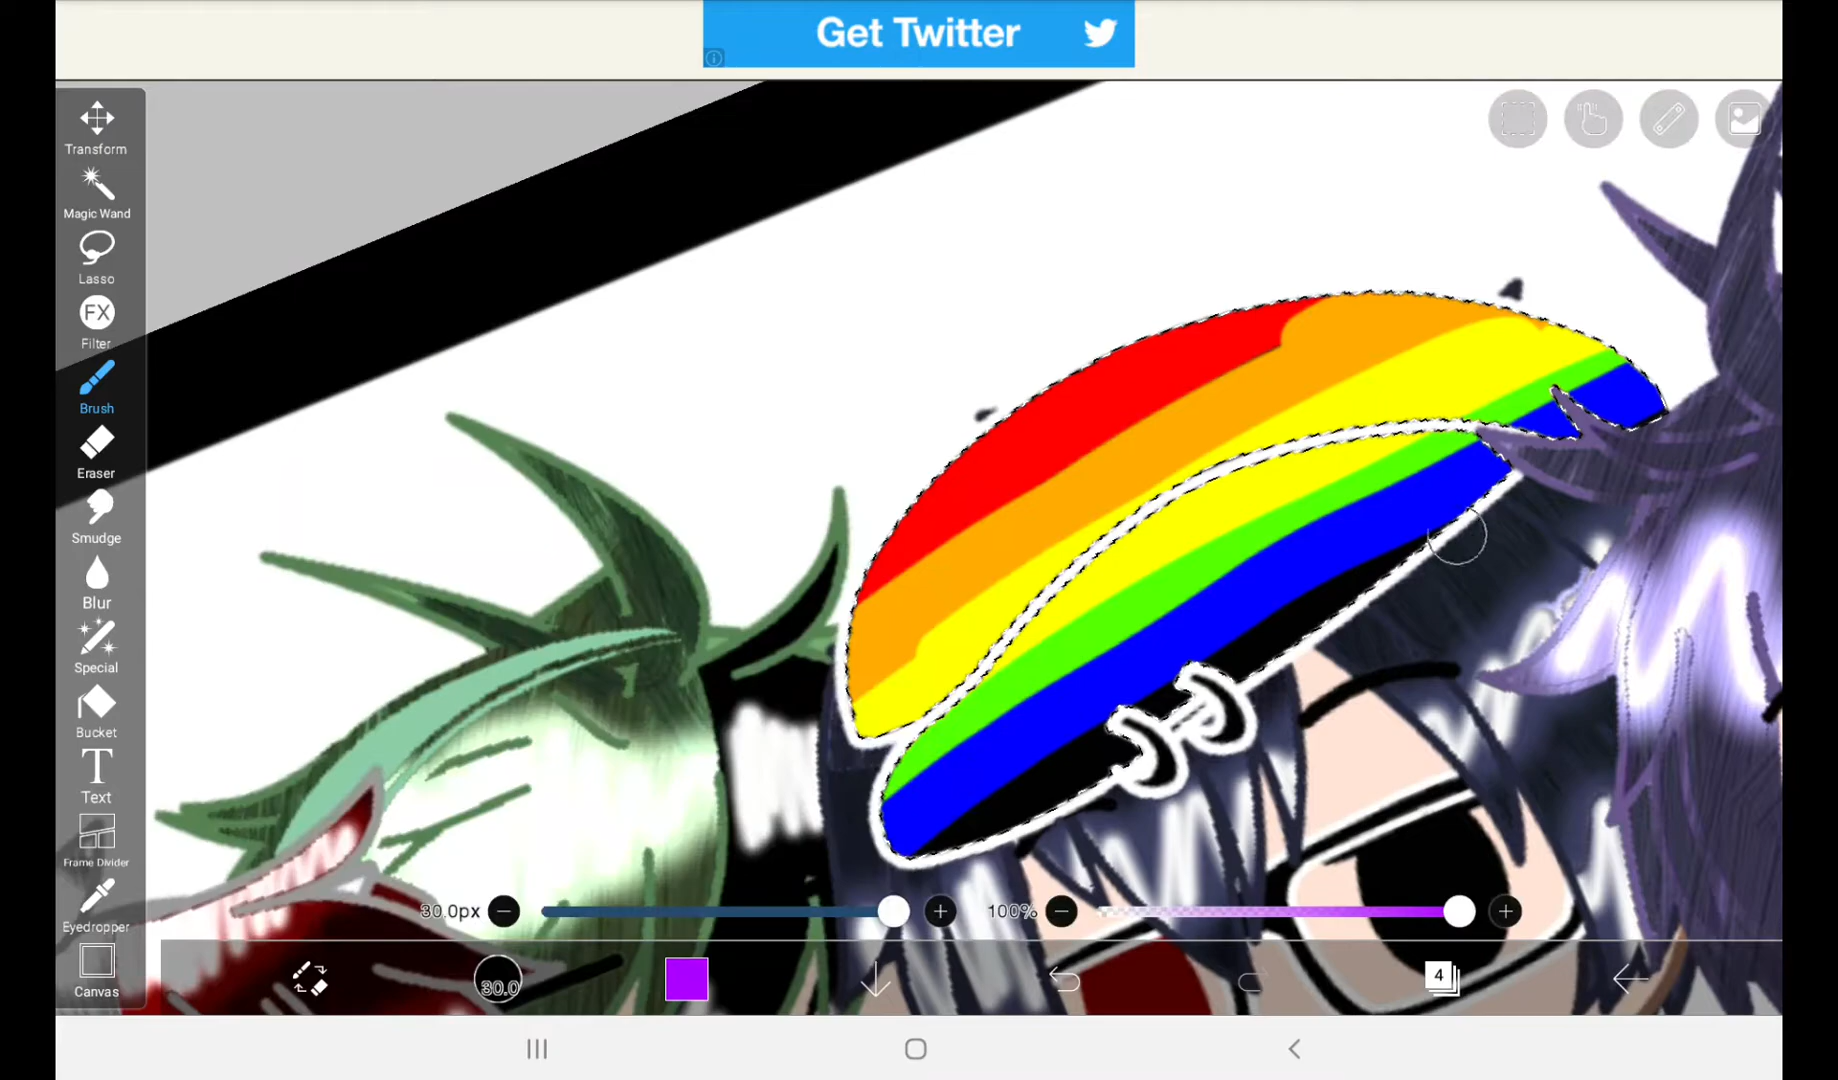 Get Twitter
Transform
Magic Wand
Lasso
FX
Filter
Brush
Eraser
Smudge
Blur
Special
Bucket
T
Text
Frame Divider
Eyedropper
Canvas
30.0px
100%
30.0
4